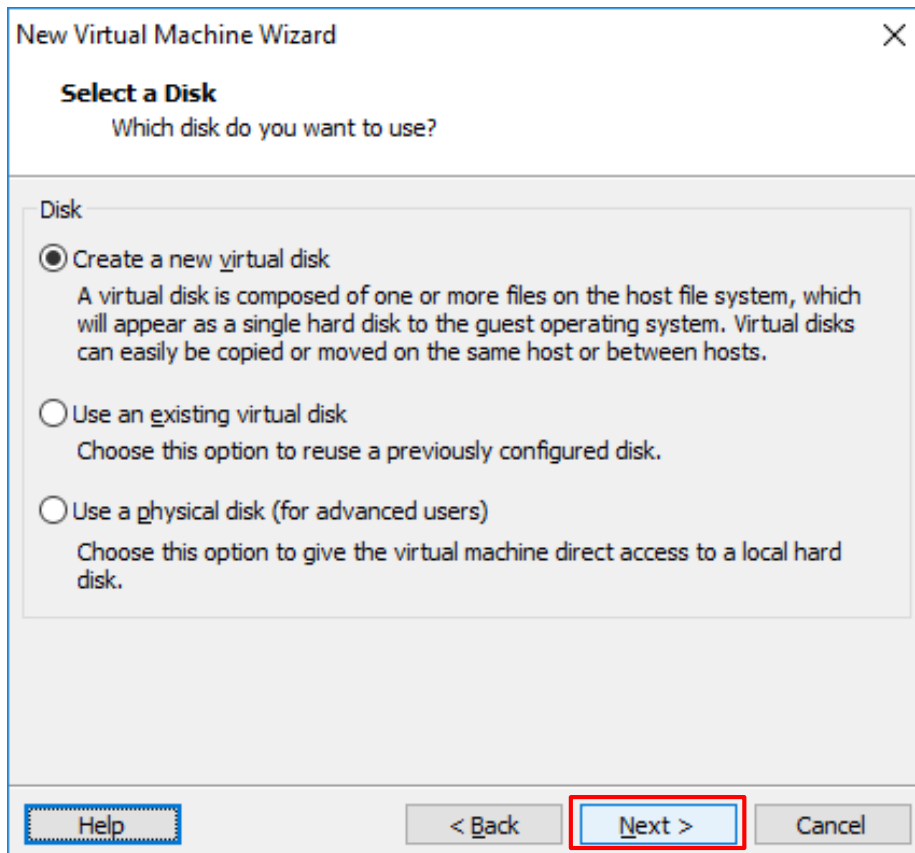 New Virtual Machine Wizard
Select a Disk
Which disk do you want to use?
Disk
Create a new virtual disk
A virtual disk is composed of one or more files on the host file system, which
will appear as a single hard disk to the guest operating system. Virtual disks
can easily be copied or moved on the same host or between hosts.
Use an existing virtual disk
Choose this option to reuse a previously configured disk.
Use a physical disk (for advanced users)
Choose this option to give the virtual machine direct access to a local hard
disk.
Help
< Back
Next >
Cancel